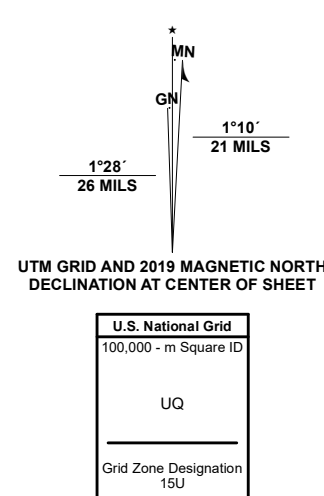 ★
MN
GN
1°10´
21 MILS
1°28´
26 MILS
UTM GRID AND 2019 MAGNETIC NORTH
DECLINATION AT CENTER OF SHEET
U.S. National Grid
100,000 - m Square ID
UQ
Grid Zone Designation
15U